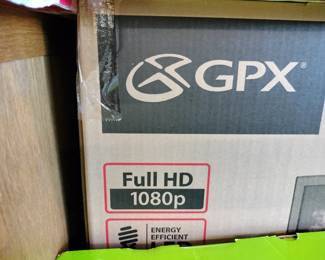 GPX®
Full HD
1080p
ENERGY
EFFICIENT